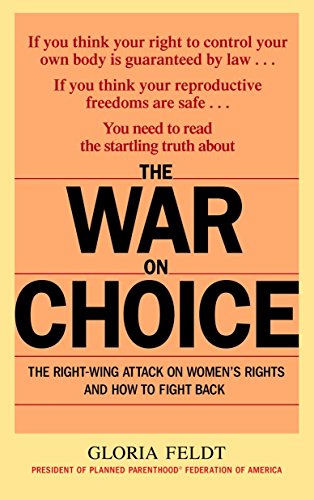 If you think your right to control your
own body is guaranteed by law . . .
If you think your reproductive
freedoms are safe . . .
You need to read
the startling truth about
THE
WAR
ON
CHOICE
THE RIGHT-WING ATTACK ON WOMEN'S RIGHTS
AND HOW TO FIGHT BACK
GLORIA FELDT
PRESIDENT OF PLANNED PARENTHOOD® FEDERATION OF AMERICA